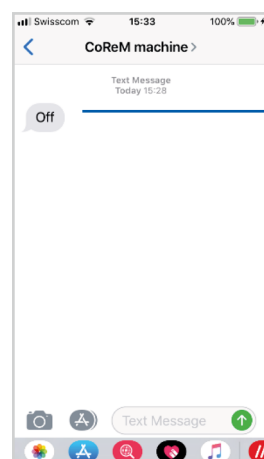 Swisscom 15:33 100%
CoReM machine
Text Message
Today 15:28
Off
Text Message